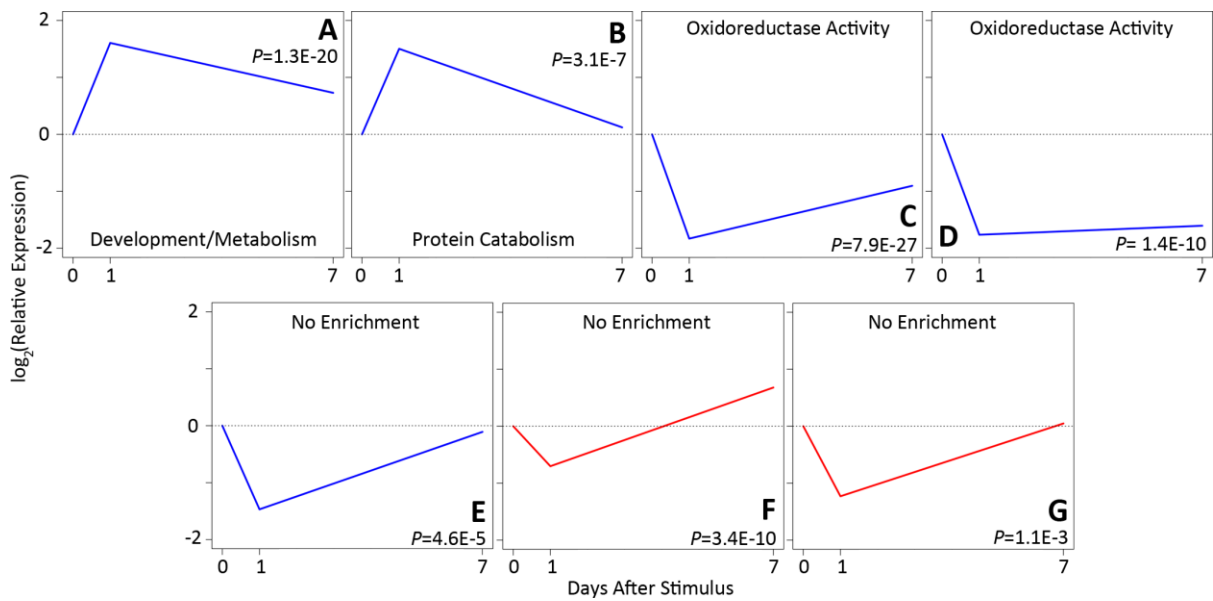 2
0
-2
A
P=1.3E-20
Development/Metabolism
0 1 7
B
P=3.1E-7
Protein Catabolism
0 1 7
Oxidoreductase Activity
C
P=7.9E-27
0 1 7
Oxidoreductase Activity
D
P= 1.4E-10
0 1 7
log2(Relative Expression)
2
0
-2
No Enrichment
E
P=4.6E-5
0 1 7
No Enrichment
F
P=3.4E-10
0 1 7
No Enrichment
G
P=1.1E-3
0 1 7
Days After Stimulus